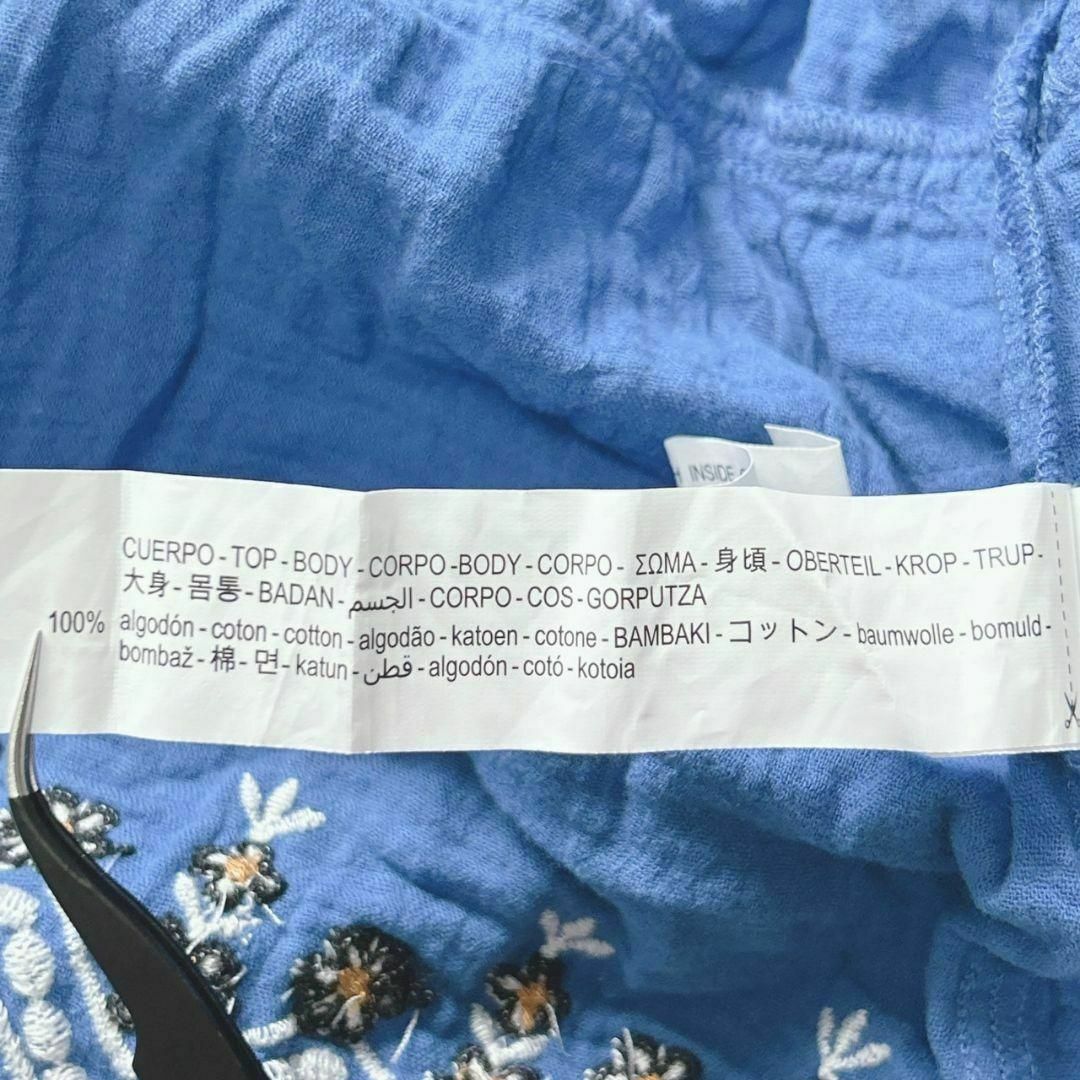 INSIDE
CUERPO - TOP - BODY - CORPO -BODY - CORPO - ΣΩMA - 身頃 - OBERTEIL - KROP - TRUP -
大身 - 몸통 - BADAN - الجسم - CORPO - COS - GORPUTZA
100% algodón - coton - cotton - algodão - katoen - cotone - BAMBAKI - コットン - baumwolle - bomuld -
bombaž - 棉 - 면 - katun - قطن - algodón - cotó - kotoia